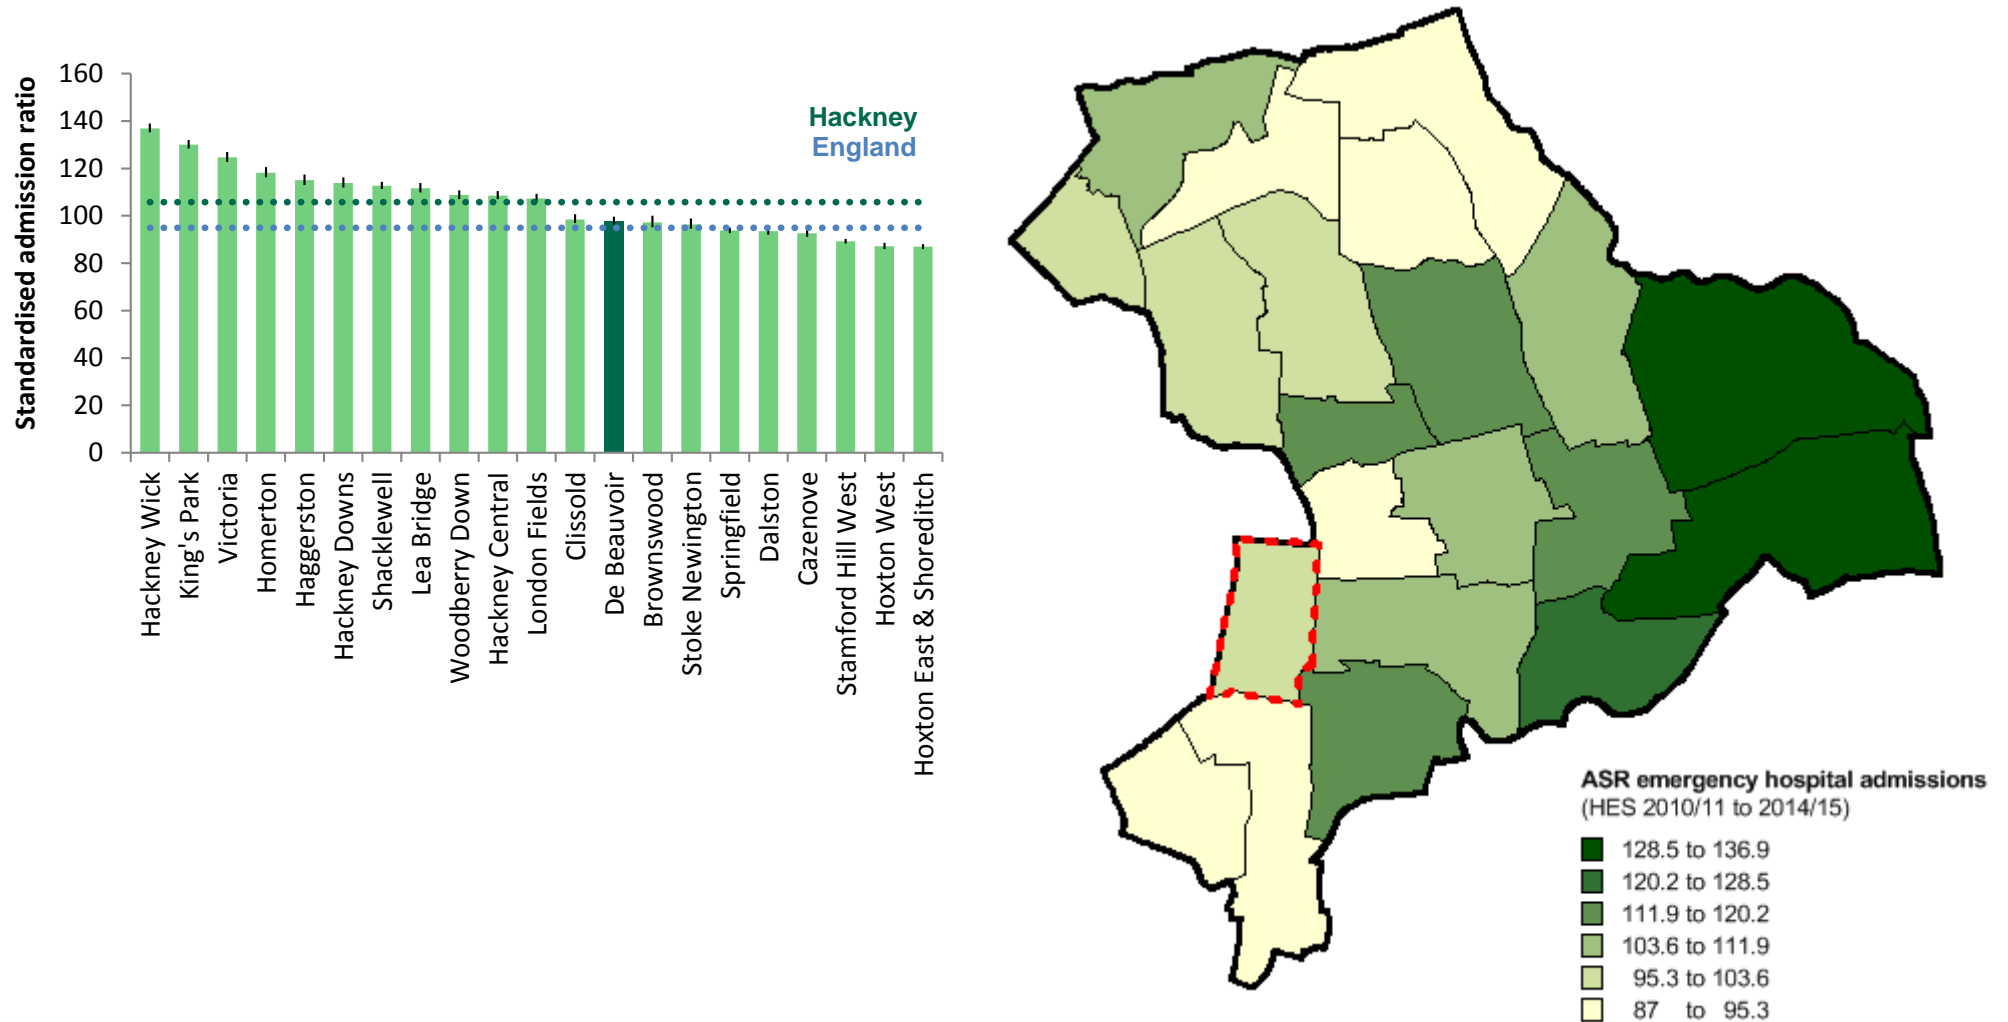 Standardised admission ratio
160
140
120
100
80
60
40
20
0
Hackney
England
Hackney Wick
King's Park
Victoria
Homerton
Haggerston
Hackney Downs
Shacklewell
Lea Bridge
Woodberry Down
Hackney Central
London Fields
Clissold
De Beauvoir
Brownswood
Stoke Newington
Springfield
Dalston
Cazenove
Stamford Hill West
Hoxton West
Hoxton East & Shoreditch
ASR emergency hospital admissions
(HES 2010/11 to 2014/15)
128.5 to 136.9
120.2 to 128.5
111.9 to 120.2
103.6 to 111.9
95.3 to 103.6
87 to 95.3